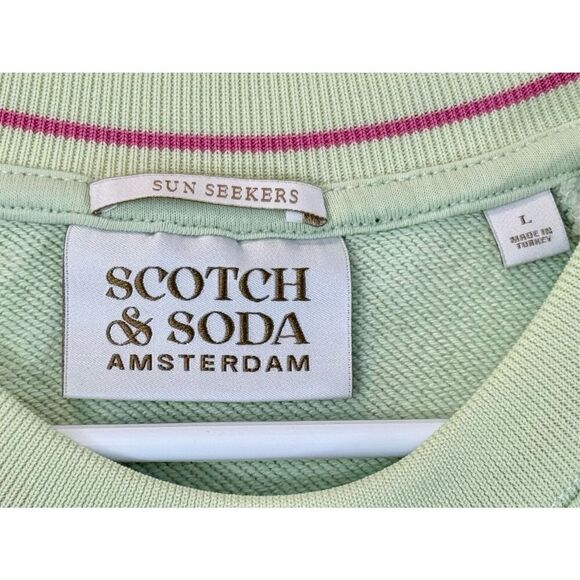 SUN SEEKERS
SCOTCH
& SODA
AMSTERDAM
L
MADE IN
TURKEY